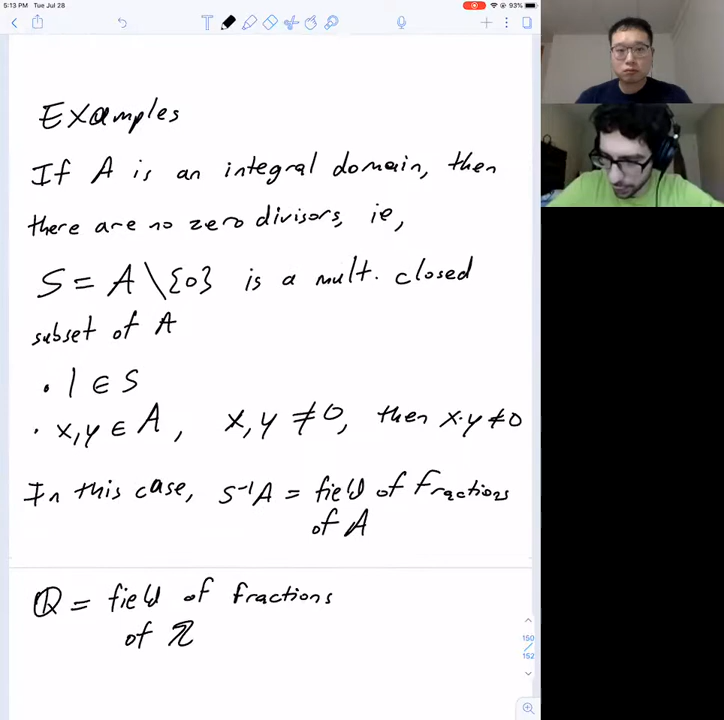 5:13 PM Tue Jul 28
93%
Examples
If A is an integral domain, then
there are no zero divisors, ie,
S = A \ {0} is a mult. closed
subset of A
· 1 ∈ S
· x, y ∈ A, x, y ≠ 0, then x·y ≠ 0
In this case, S⁻¹A = field of fractions
of A
ℚ = field of fractions
of ℤ
150
/
152